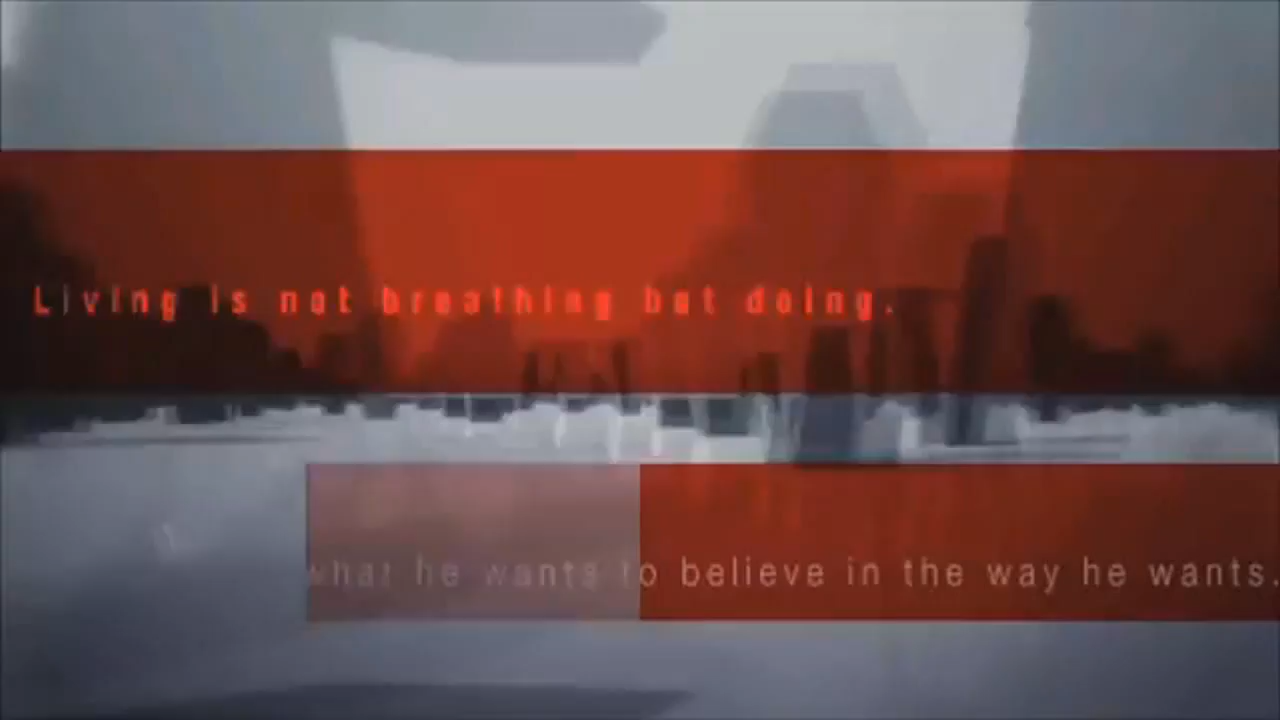 Living is not breathing but doing.
what he wants to believe in the way he wants.